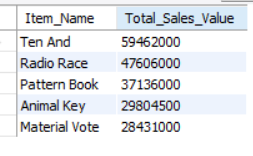 Item_Name Total_Sales_Value
Ten And 59462000
Radio Race 47606000
Pattern Book 37136000
Animal Key 29804500
Material Vote 28431000